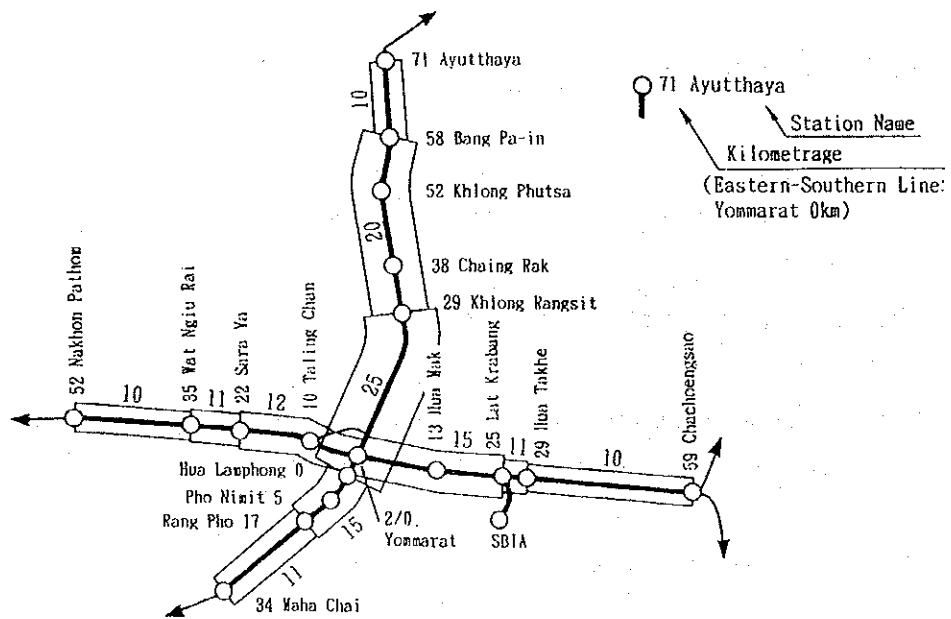 71 Ayutthaya
10
58 Bang Pa-in
52 Khlong Phutsa
20
38 Chaing Rak
29 Khlong Rangsit
25
71 Ayutthaya
Station Name
Kilometrage
(Eastern-Southern Line:
Yommarat 0km)
52 Nakhon Pathom
10
35 Wat Ngiu Rai
11
22 Sara Ya
12
10 Taling Chan
13 Hua Mak
15
25 Lat Krabang
11
29 Hua Takhe
10
59 Chachoengsao
Hua Lamphong 0
Pho Nimit 5
Rang Pho 17
15
2/0.
Yommarat
SBIA
11
34 Maha Chai